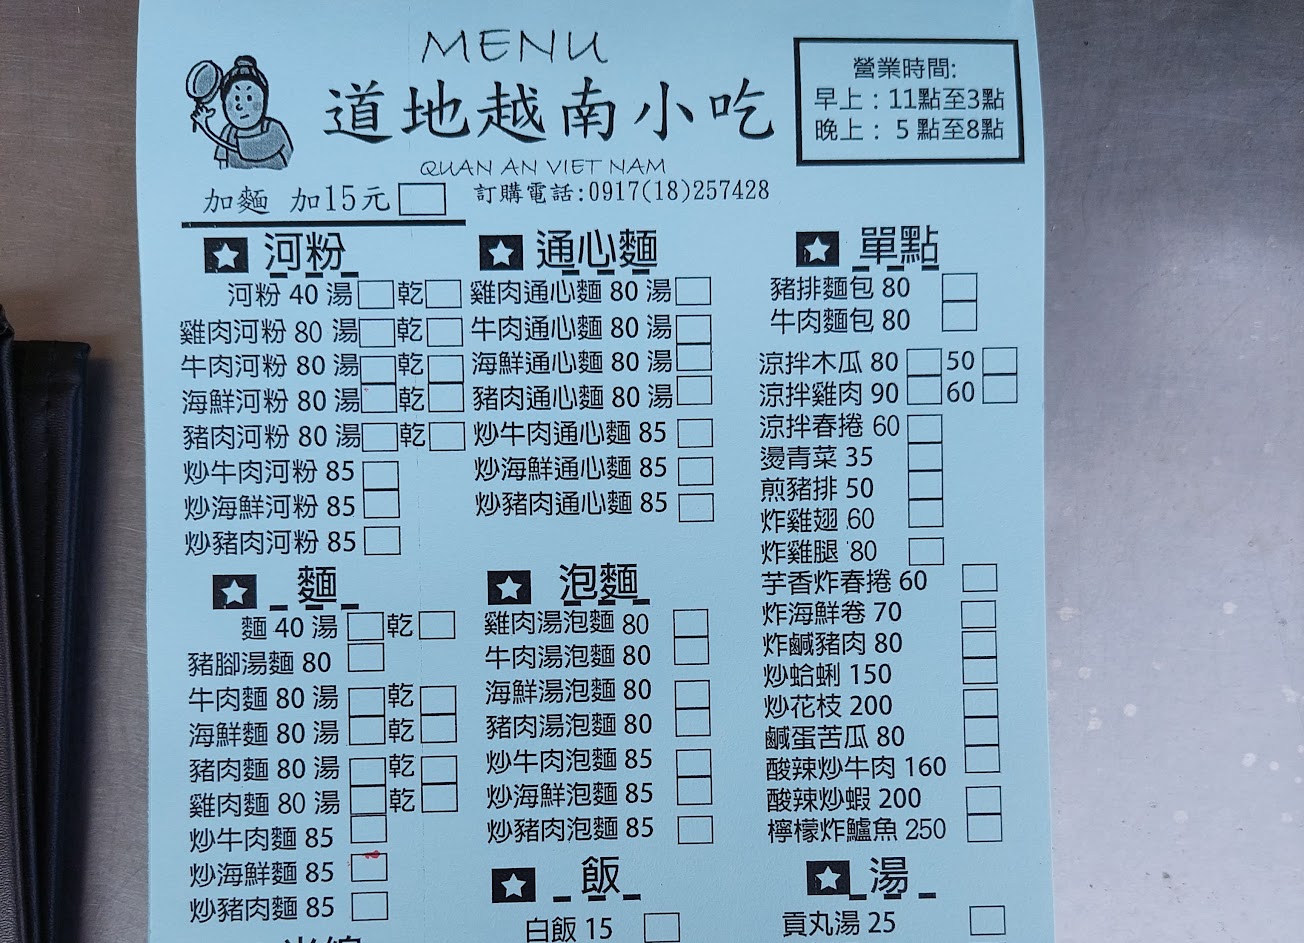 MENU
道地越南小吃
QUAN AN VIET NAM
營業時間:
早上：11點至3點
晚上： 5 點至8點
加麵 加15元
訂購電話:0917(18)257428
河粉
河粉 40 湯 乾
雞肉河粉 80 湯 乾
牛肉河粉 80 湯 乾
海鮮河粉 80 湯 乾
豬肉河粉 80 湯 乾
炒牛肉河粉 85
炒海鮮河粉 85
炒豬肉河粉 85
麵
麵 40 湯 乾
豬腳湯麵 80
牛肉麵 80 湯 乾
海鮮麵 80 湯 乾
豬肉麵 80 湯 乾
雞肉麵 80 湯 乾
炒牛肉麵 85
炒海鮮麵 85
炒豬肉麵 85
通心麵
雞肉通心麵 80 湯
牛肉通心麵 80 湯
海鮮通心麵 80 湯
豬肉通心麵 80 湯
炒牛肉通心麵 85
炒海鮮通心麵 85
炒豬肉通心麵 85
泡麵
雞肉湯泡麵 80
牛肉湯泡麵 80
海鮮湯泡麵 80
豬肉湯泡麵 80
炒牛肉泡麵 85
炒海鮮泡麵 85
炒豬肉泡麵 85
飯
白飯 15
單點
豬排麵包 80
牛肉麵包 80
涼拌木瓜 80 50
涼拌雞肉 90 60
涼拌春捲 60
燙青菜 35
煎豬排 50
炸雞翅 60
炸雞腿 80
芋香炸春捲 60
炸海鮮卷 70
炸鹹豬肉 80
炒蛤蜊 150
炒花枝 200
鹹蛋苦瓜 80
酸辣炒牛肉 160
酸辣炒蝦 200
檸檬炸鱸魚 250
湯
貢丸湯 25